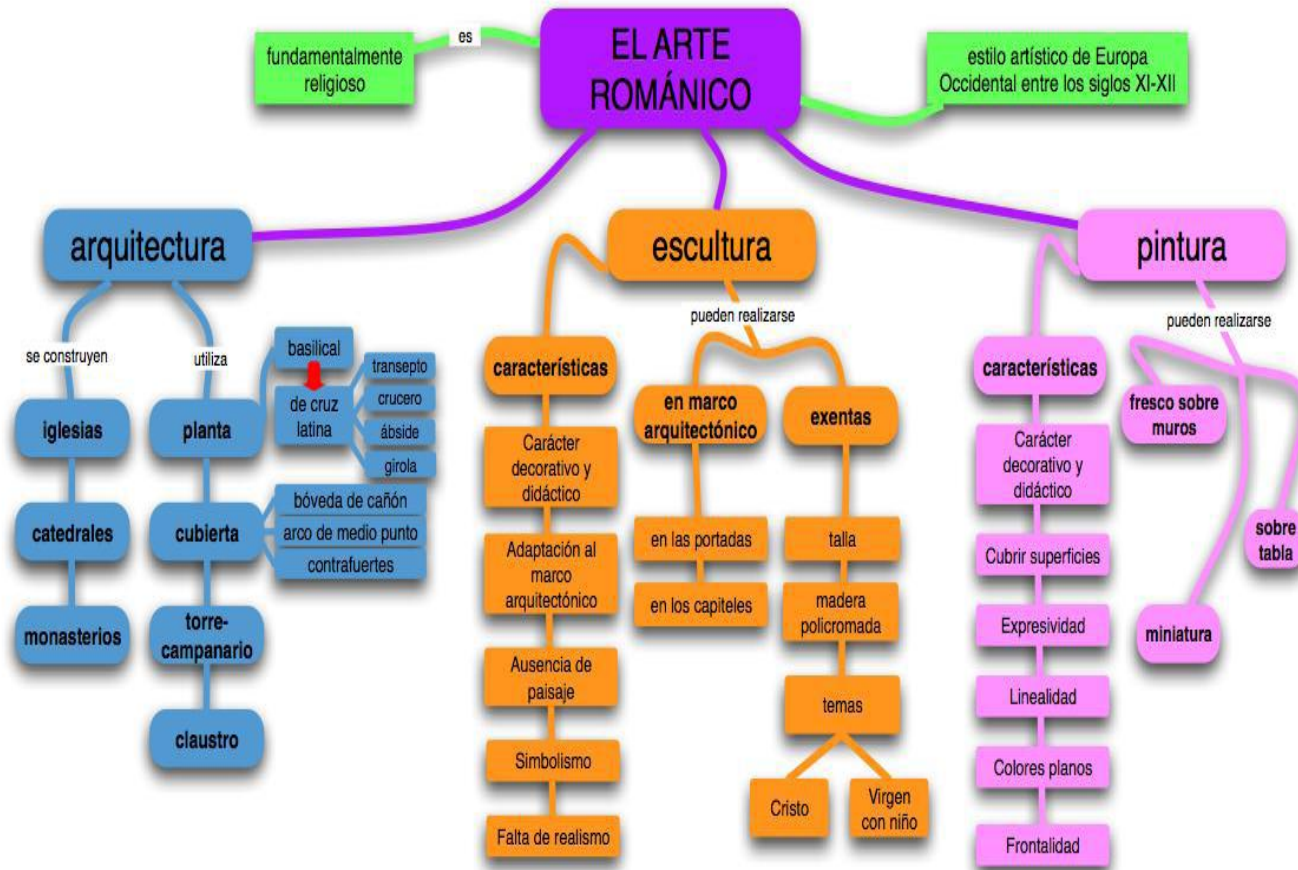 EL ARTE
ROMÁNICO
es
fundamentalmente
religioso
estilo artístico de Europa
Occidental entre los siglos XI-XII
arquitectura
se construyen
iglesias
catedrales
monasterios
utiliza
planta
basilical
de cruz
latina
transepto
crucero
ábside
girola
cubierta
bóveda de cañón
arco de medio punto
contrafuertes
torre-
campanario
claustro
escultura
características
Carácter
decorativo y
didáctico
Adaptación al
marco
arquitectónico
Ausencia de
paisaje
Simbolismo
Falta de realismo
pueden realizarse
en marco
arquitectónico
en las portadas
en los capiteles
exentas
talla
madera
policromada
temas
Cristo
Virgen
con niño
pintura
características
Carácter
decorativo y
didáctico
Cubrir superficies
Expresividad
Linealidad
Colores planos
Frontalidad
pueden realizarse
fresco sobre
muros
miniatura
sobre
tabla